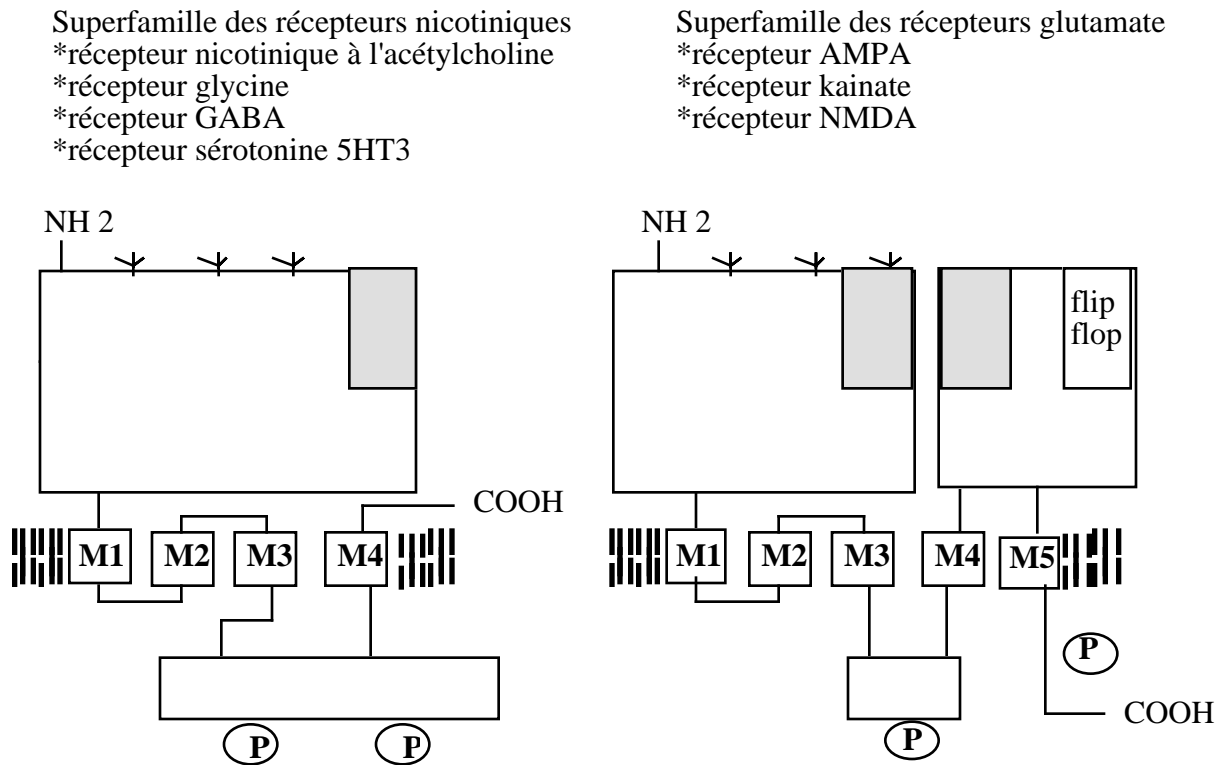 Superfamille des récepteurs nicotiniques
*récepteur nicotinique à l'acétylcholine
*récepteur glycine
*récepteur GABA
*récepteur sérotonine 5HT3
Superfamille des récepteurs glutamate
*récepteur AMPA
*récepteur kainate
*récepteur NMDA
NH 2
COOH
M1 M2 M3 M4
P P
NH 2
flip
flop
M1 M2 M3 M4 M5
P
COOH
P